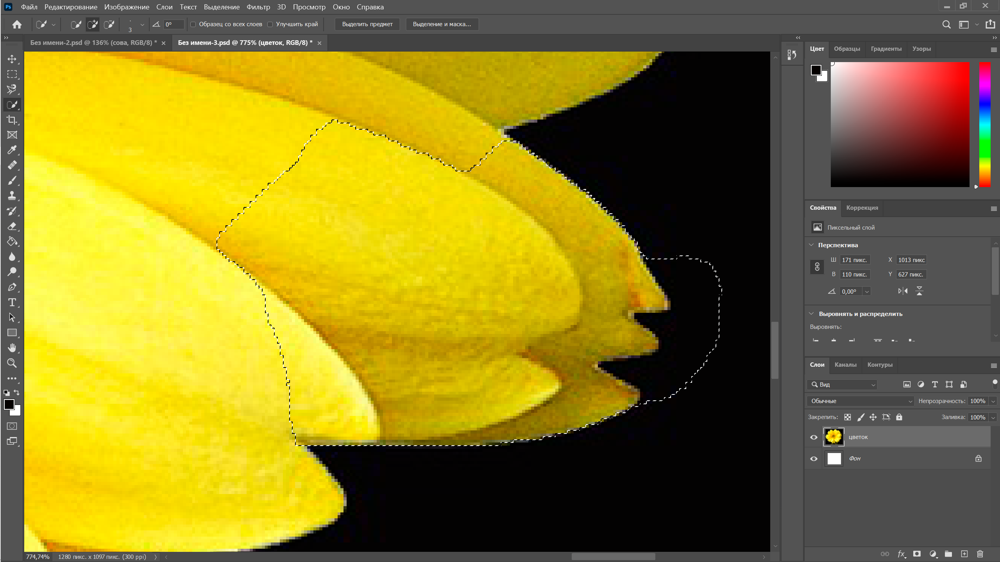 Ps Файл Редактирование Изображение Слои Текст Выделение Фильтр 3D Просмотр Окно Справка
3 0° Образец со всех слоев Улучшить край Выделить предмет Выделение и маска...
Без имени-2.psd @ 136% (сова, RGB/8) * Без имени-3.psd @ 775% (цветок, RGB/8) *
Цвет Образцы Градиенты Узоры
Свойства Коррекция
Пиксельный слой
Перспектива
Ш 171 пикс. X 1013 пикс
В 110 пикс. Y 627 пикс.
0,00°
Выровнять и распределить
Выровнять:
Слои Каналы Контуры
Вид
Обычные Непрозрачность: 100%
Закрепить: Заливка: 100%
цветок
Фон
774,74% 1280 пикс. x 1097 пикс. (300 ppi)
fx